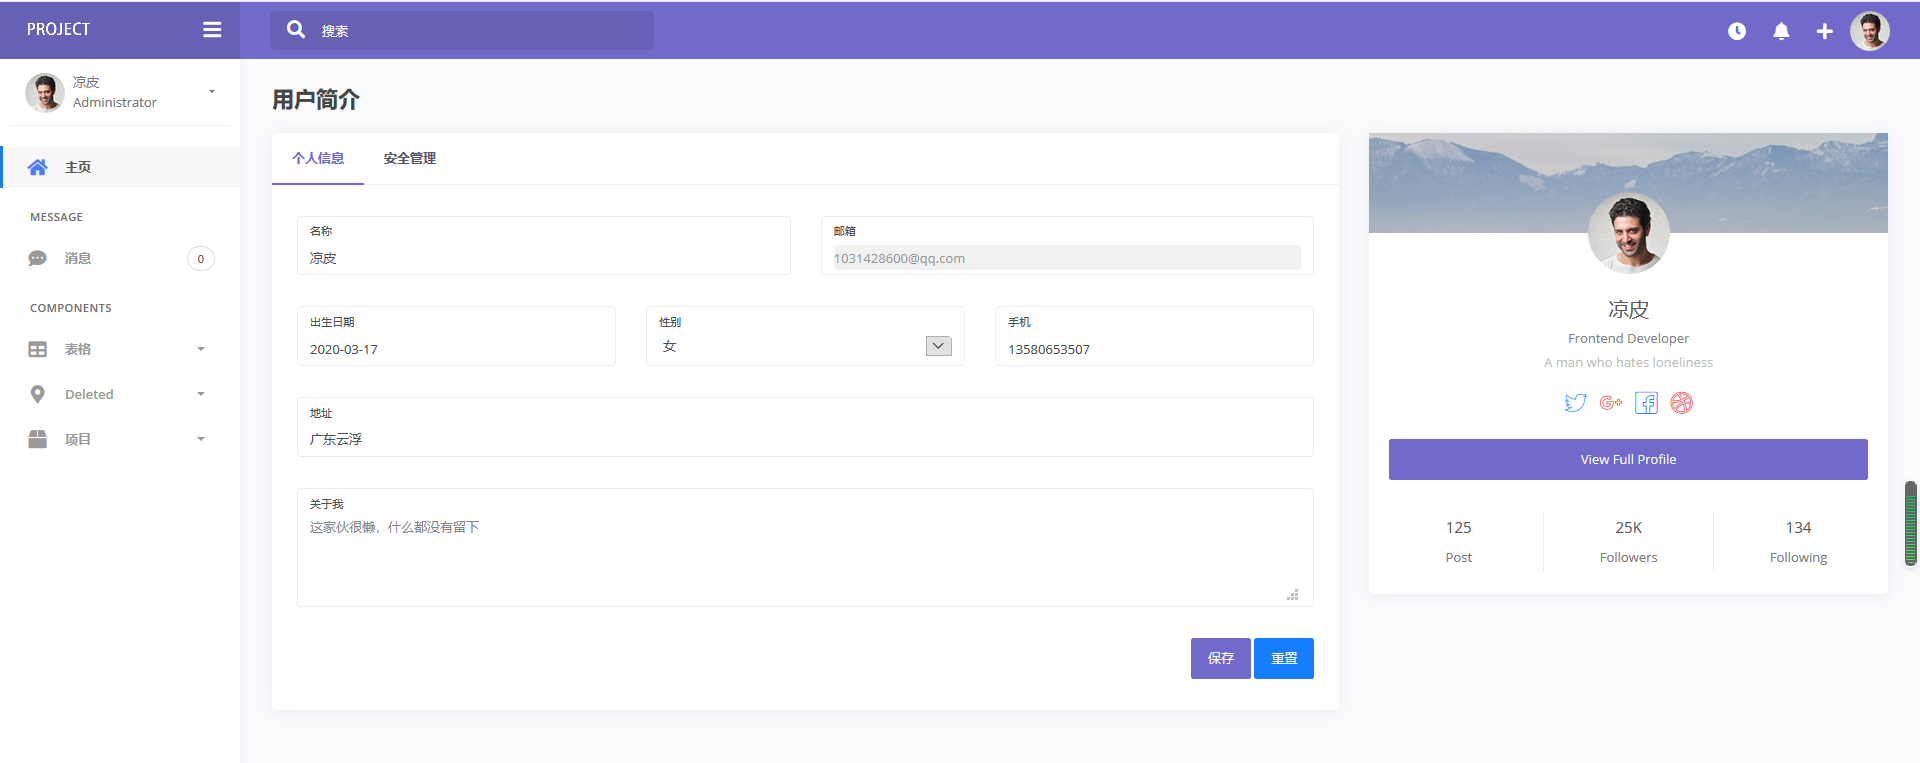 PROJECT
搜索
凉皮
Administrator
主页
MESSAGE
消息
0
COMPONENTS
表格
Deleted
项目
用户简介
个人信息
安全管理
名称
凉皮
邮箱
1031428600@qq.com
出生日期
2020-03-17
性别
女
手机
13580653507
地址
广东云浮
关于我
这家伙很懒，什么都没有留下
保存
重置
凉皮
Frontend Developer
A man who hates loneliness
View Full Profile
125
Post
25K
Followers
134
Following